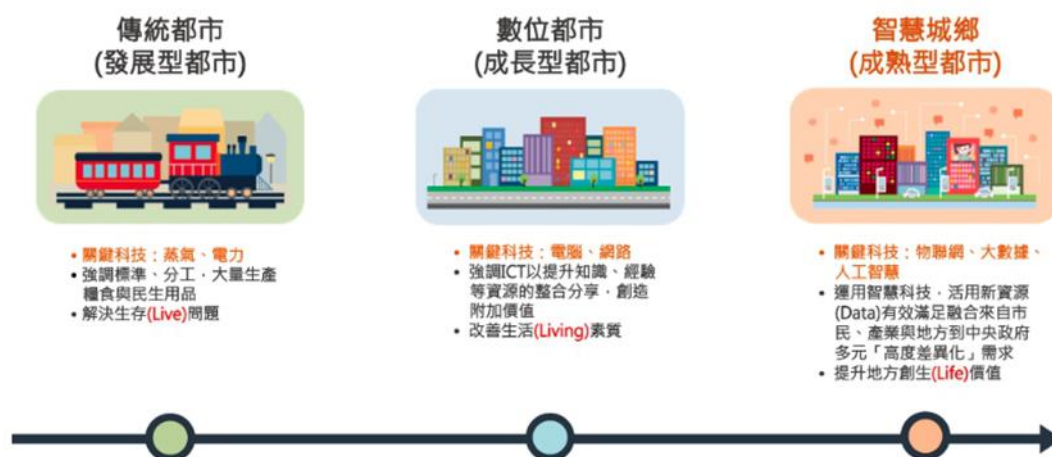 傳統都市
(發展型都市)
關鍵科技：蒸氣、電力
強調標準、分工，大量生產
糧食與民生用品
解決生存(Live)問題
數位都市
(成長型都市)
關鍵科技：電腦、網路
強調ICT以提升知識、經驗
等資源的整合分享，創造
附加價值
改善生活(Living)素質
智慧城鄉
(成熟型都市)
關鍵科技：物聯網、大數據、
人工智慧
運用智慧科技，活用新資源
(Data)有效滿足融合來自市
民、產業與地方到中央政府
多元「高度差異化」需求
提升地方創生(Life)價值